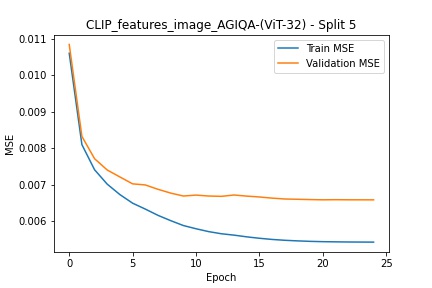 CLIP_features_image_AGIQA-(ViT-32) - Split 5
Train MSE
Validation MSE
0.011
0.010
0.009
0.008
0.007
0.006
MSE
0
5
10
15
20
25
Epoch